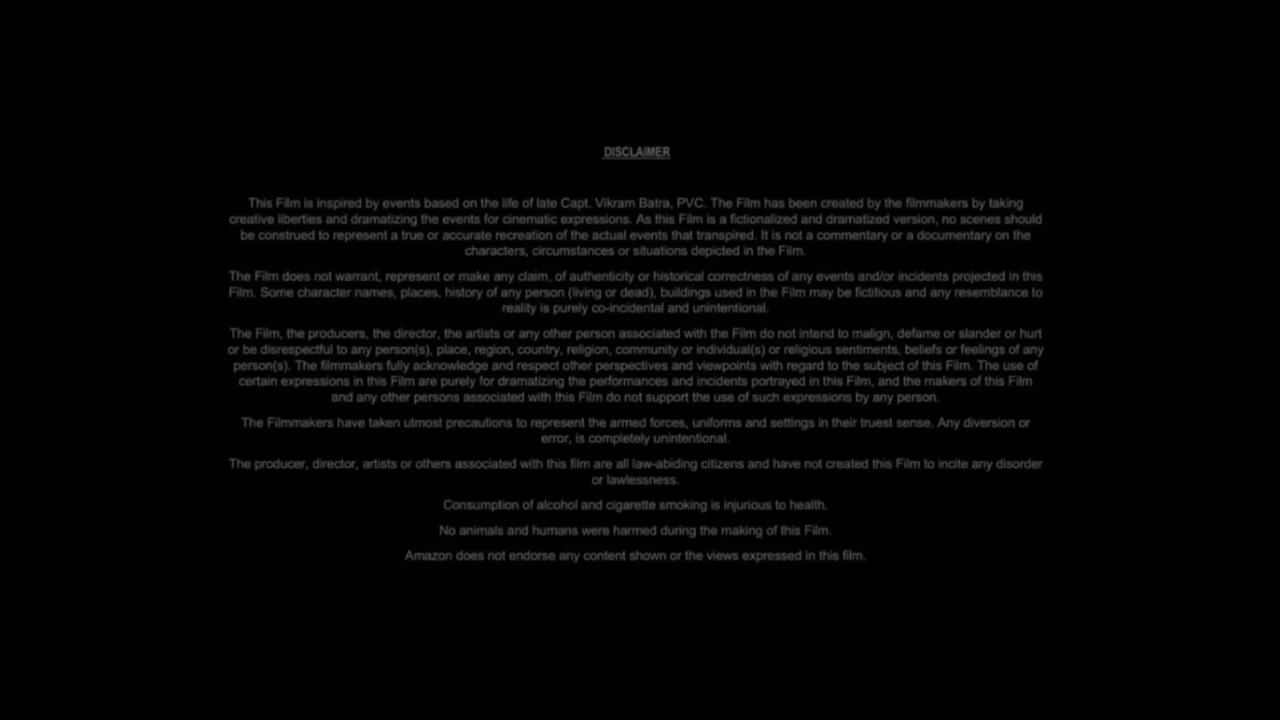 DISCLAIMER
This Film is inspired by events based on the life of late Capt. Vikram Batra, PVC. The Film has been created by the filmmakers by taking
creative liberties and dramatizing the events for cinematic expressions. As this Film is a fictionalized and dramatized version, no scenes should
be construed to represent a true or accurate recreation of the actual events that transpired. It is not a commentary or a documentary on the
characters, circumstances or situations depicted in the Film.
The Film does not warrant, represent or make any claim, of authenticity or historical correctness of any events and/or incidents projected in this
Film. Some character names, places, history of any person (living or dead), buildings used in the Film may be fictitious and any resemblance to
reality is purely co-incidental and unintentional.
The Film, the producers, the director, the artists or any other person associated with the Film do not intend to malign, defame or slander or hurt
or be disrespectful to any person(s), place, region, country, religion, community or individual(s) or religious sentiments, beliefs or feelings of any
person(s). The filmmakers fully acknowledge and respect other perspectives and viewpoints with regard to the subject of this Film. The use of
certain expressions in this Film are purely for dramatizing the performances and incidents portrayed in this Film, and the makers of this Film
and any other persons associated with this Film do not support the use of such expressions by any person.
The Filmmakers have taken utmost precautions to represent the armed forces, uniforms and settings in their truest sense. Any diversion or
error, is completely unintentional.
The producer, director, artists or others associated with this film are all law-abiding citizens and have not created this Film to incite any disorder
or lawlessness.
Consumption of alcohol and cigarette smoking is injurious to health.
No animals and humans were harmed during the making of this Film.
Amazon does not endorse any content shown or the views expressed in this film.